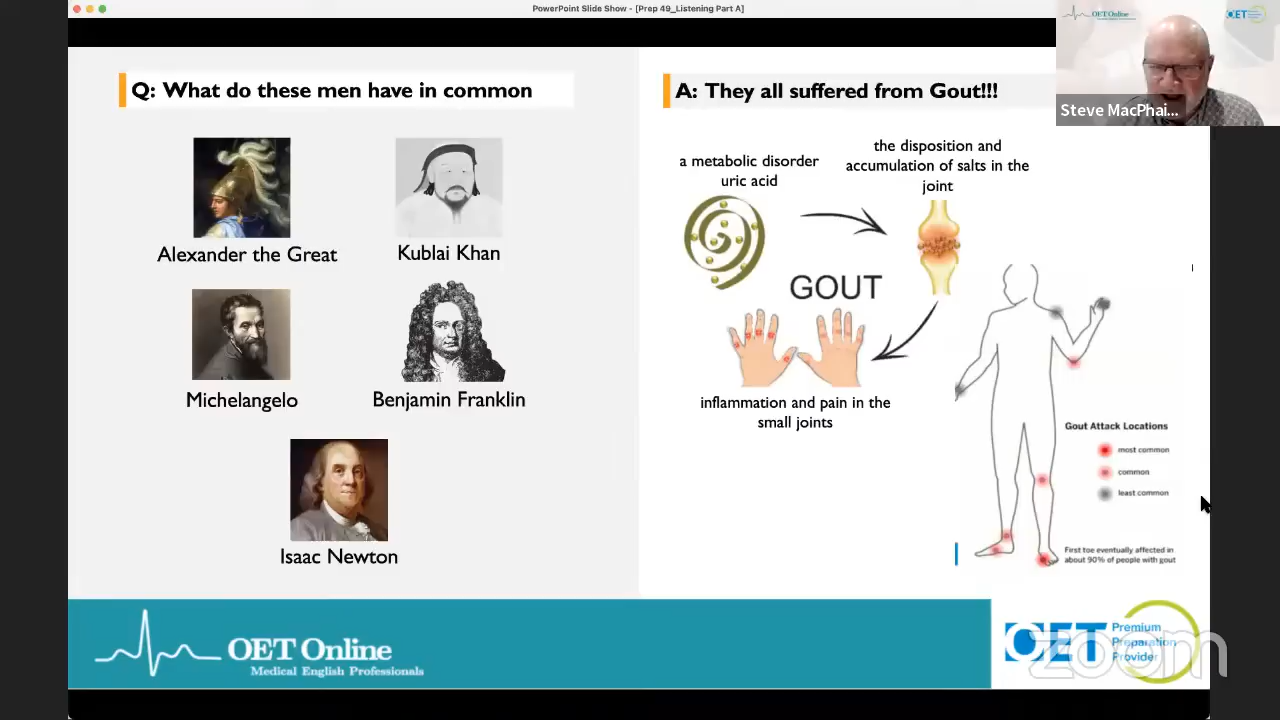 PowerPoint Slide Show - [Prep 49_Listening Part A]
OET Online
OET
Steve MacPhai...
Q: What do these men have in common
Alexander the Great
Kublai Khan
Michelangelo
Benjamin Franklin
Isaac Newton
A: They all suffered from Gout!!!
a metabolic disorder
uric acid
the disposition and
accumulation of salts in the
joint
GOUT
inflammation and pain in the
small joints
Gout Attack Locations
most common
common
least common
First toe eventually affected in
about 90% of people with gout
OET Online
Medical English Professionals
OET
Premium
Preparation
Provider
zoom